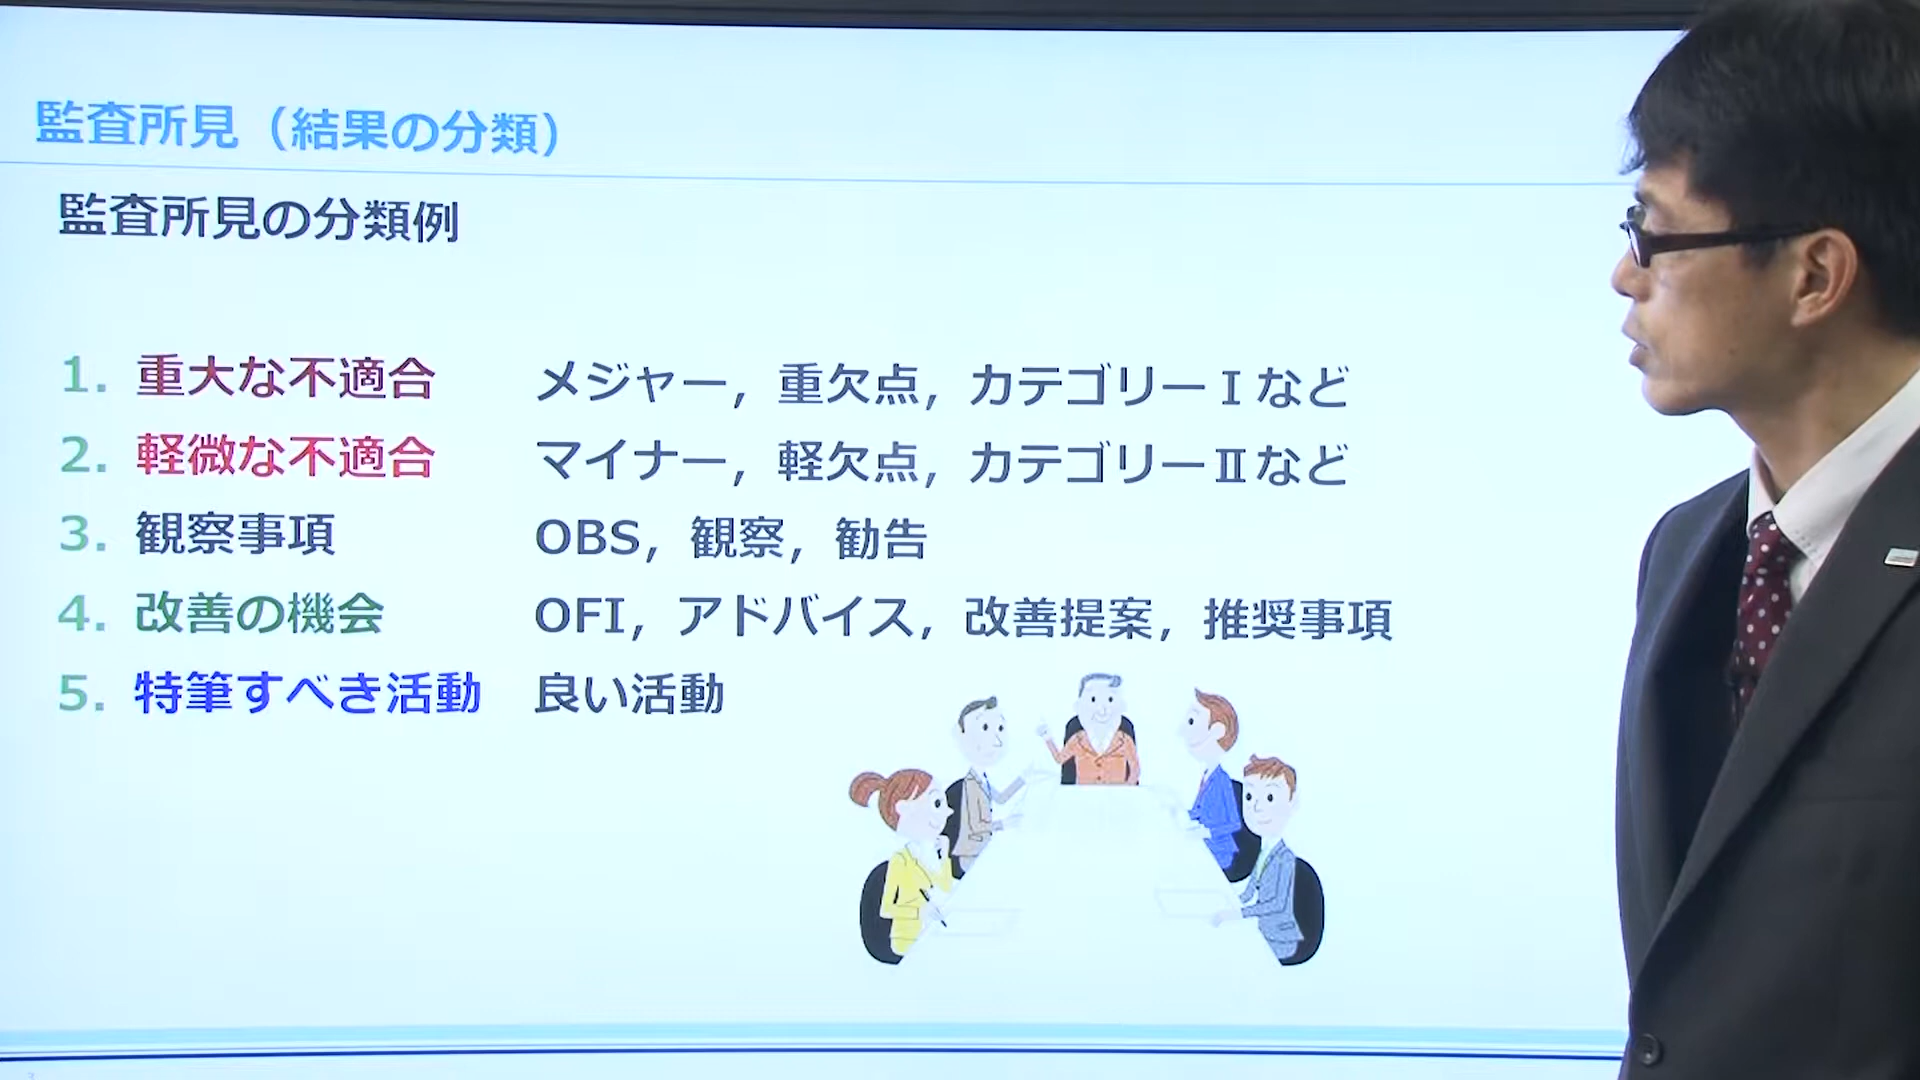 監査所見（結果の分類）
監査所見の分類例
1. 重大な不適合 メジャー，重欠点，カテゴリーⅠなど
2. 軽微な不適合 マイナー，軽欠点，カテゴリーⅡなど
3. 観察事項 OBS，観察，勧告
4. 改善の機会 OFI，アドバイス，改善提案，推奨事項
5. 特筆すべき活動 良い活動
3